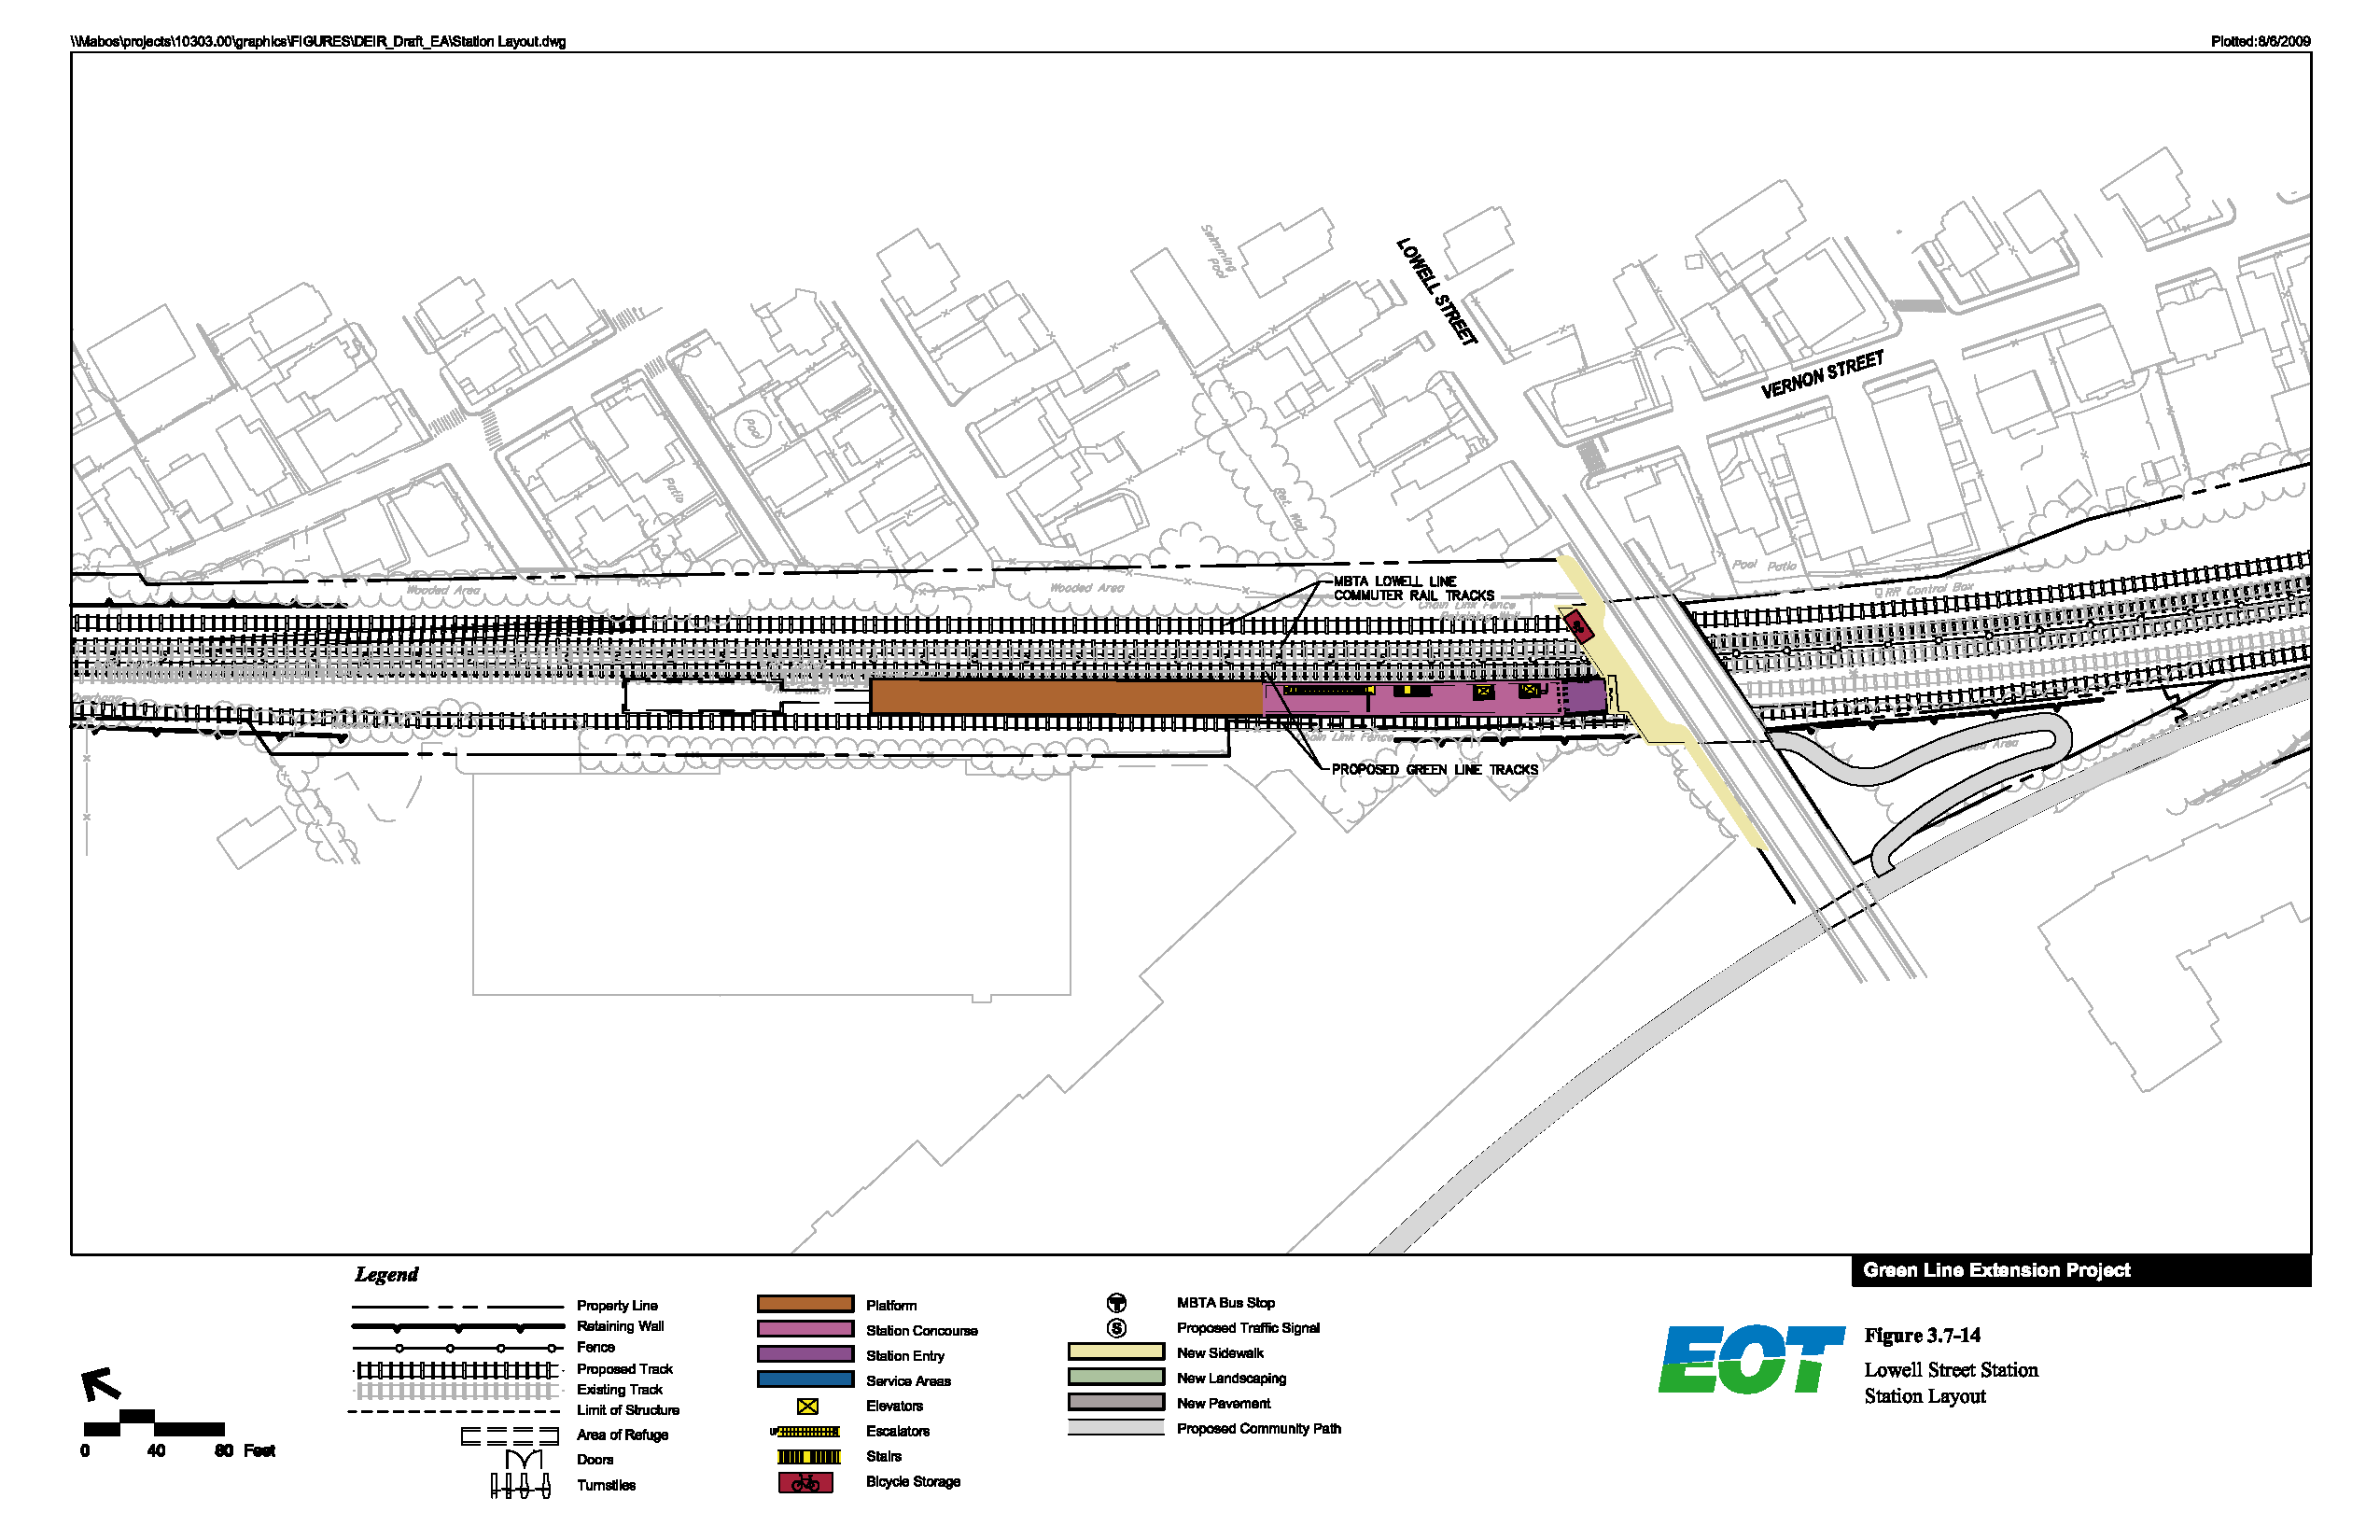 \\Mabos\projects\10303.00\graphics\FIGURES\DEIR_Draft_EA\Station Layout.dwg
Plotted:8/6/2009
Swimming
Pool
LOWELL STREET
VERNON STREET
Pool
Patio
Ret. Wall
Wooded Area
Wooded Area
MBTA LOWELL LINE
COMMUTER RAIL TRACKS
Chain Link Fence
Retaining Wall
Pool Patio
RR Control Box
Overhang
Chain Link Fence
Area
PROPOSED GREEN LINE TRACKS
Green Line Extension Project
Legend
Property Line
Retaining Wall
Fence
Proposed Track
Existing Track
Limit of Structure
Area of Refuge
Doors
Turnstiles
Platform
Station Concourse
Station Entry
Service Areas
Elevators
UP
Escalators
Stairs
Bicycle Storage
T
MBTA Bus Stop
S
Proposed Traffic Signal
New Sidewalk
New Landscaping
New Pavement
Proposed Community Path
0 40 80 Feet
EOT
Figure 3.7-14
Lowell Street Station
Station Layout